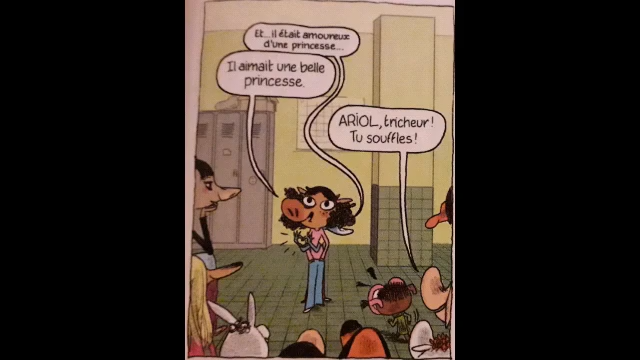 Et...il était amoureux
d'une princesse...
Il aimait une belle
princesse.
ARiOL, tricheur!
Tu souffles!